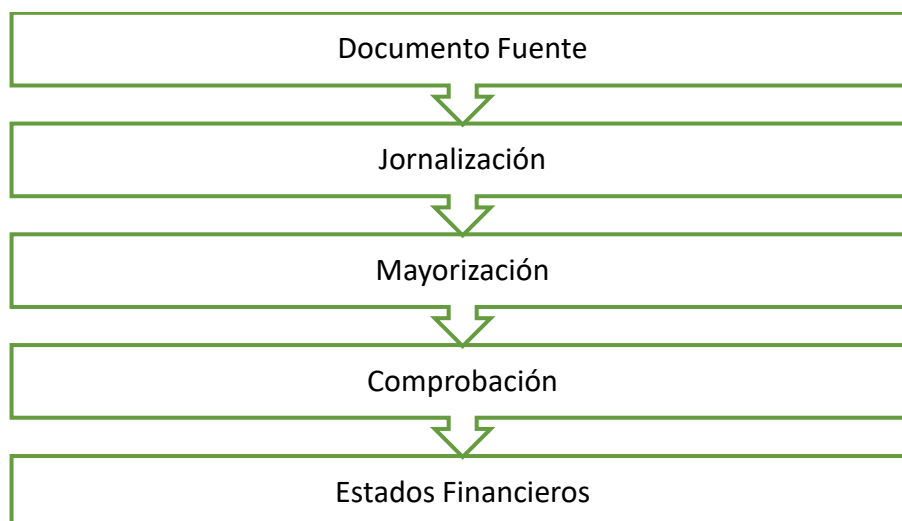 Documento Fuente
Jornalización
Mayorización
Comprobación
Estados Financieros